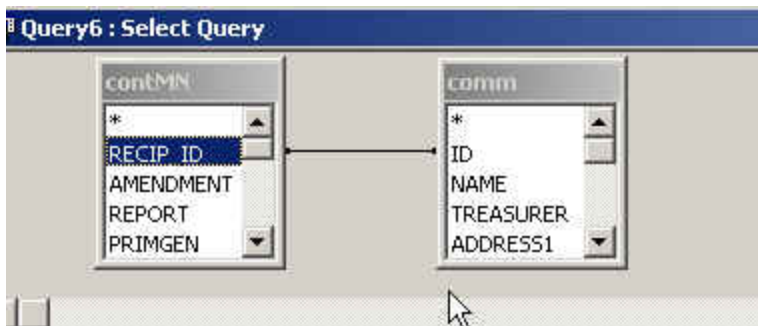 Query6 : Select Query
contMN
*
RECIP_ID
AMENDMENT
REPORT
PRIMGEN
comm
*
ID
NAME
TREASURER
ADDRESS1